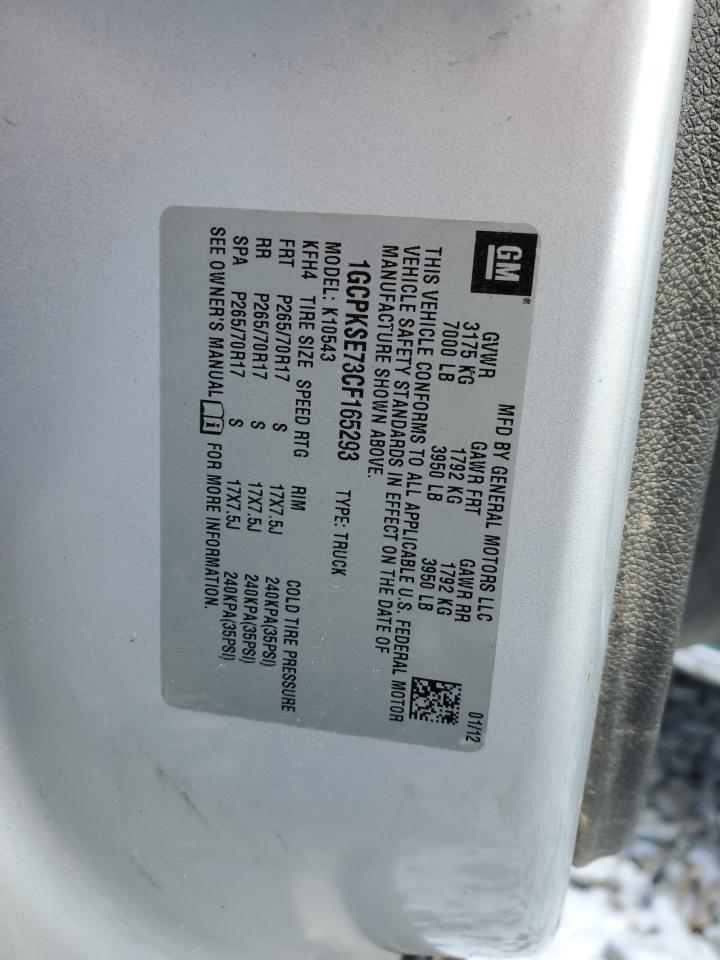 GM®
MFD BY GENERAL MOTORS LLC 01/12
GVWR GAWR FRT GAWR RR
3175 KG 1792 KG 1792 KG
7000 LB 3950 LB 3950 LB
THIS VEHICLE CONFORMS TO ALL APPLICABLE U.S. FEDERAL MOTOR
VEHICLE SAFETY STANDARDS IN EFFECT ON THE DATE OF
MANUFACTURE SHOWN ABOVE.
1GCPKSE73CF165293 TYPE: TRUCK
MODEL: K10543
KFH4 TIRE SIZE SPEED RTG RIM COLD TIRE PRESSURE
FRT P265/70R17 S 17X7.5J 240KPA(35PSI)
RR P265/70R17 S 17X7.5J 240KPA(35PSI)
SPA P265/70R17 S 17X7.5J 240KPA(35PSI)
SEE OWNER'S MANUAL i FOR MORE INFORMATION.